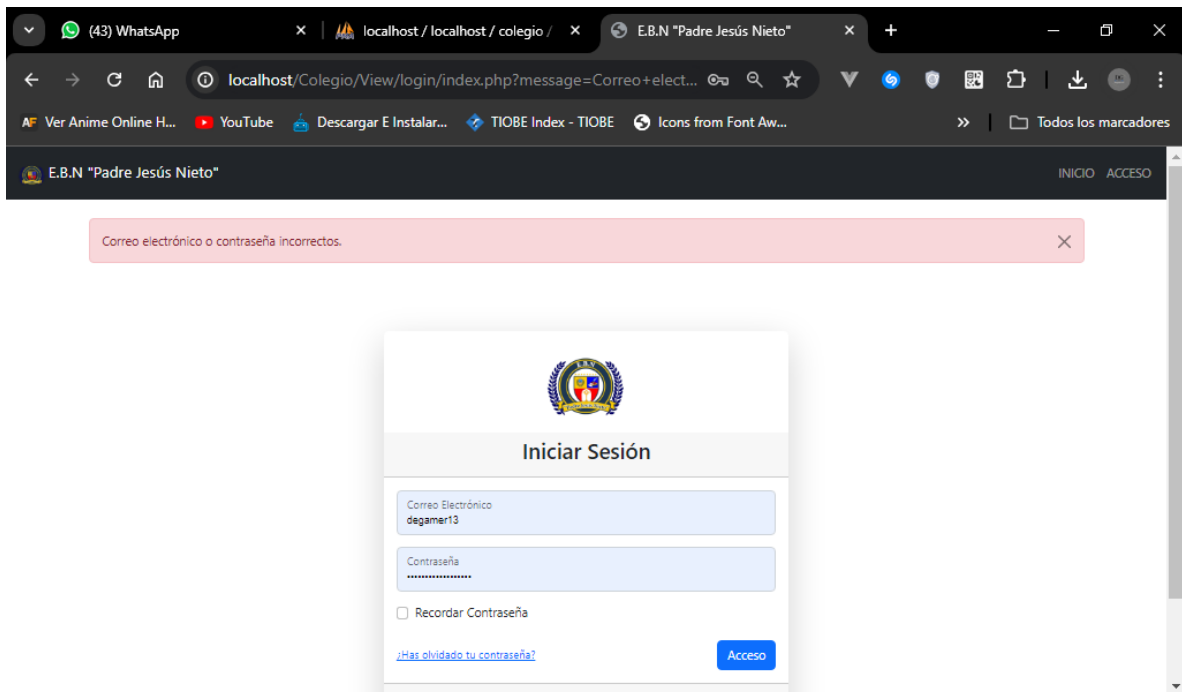 (43) WhatsApp
localhost / localhost / colegio /
E.B.N "Padre Jesús Nieto"
localhost/Colegio/View/login/index.php?message=Correo+elect...
AF Ver Anime Online H...
YouTube
Descargar E Instalar...
TIOBE Index - TIOBE
Icons from Font Aw...
»
Todos los marcadores
E.B.N "Padre Jesús Nieto"
INICIO
ACCESO
Correo electrónico o contraseña incorrectos.
E.B.N
Iniciar Sesión
Correo Electrónico
degamer13
Contraseña
Recordar Contraseña
¿Has olvidado tu contraseña?
Acceso